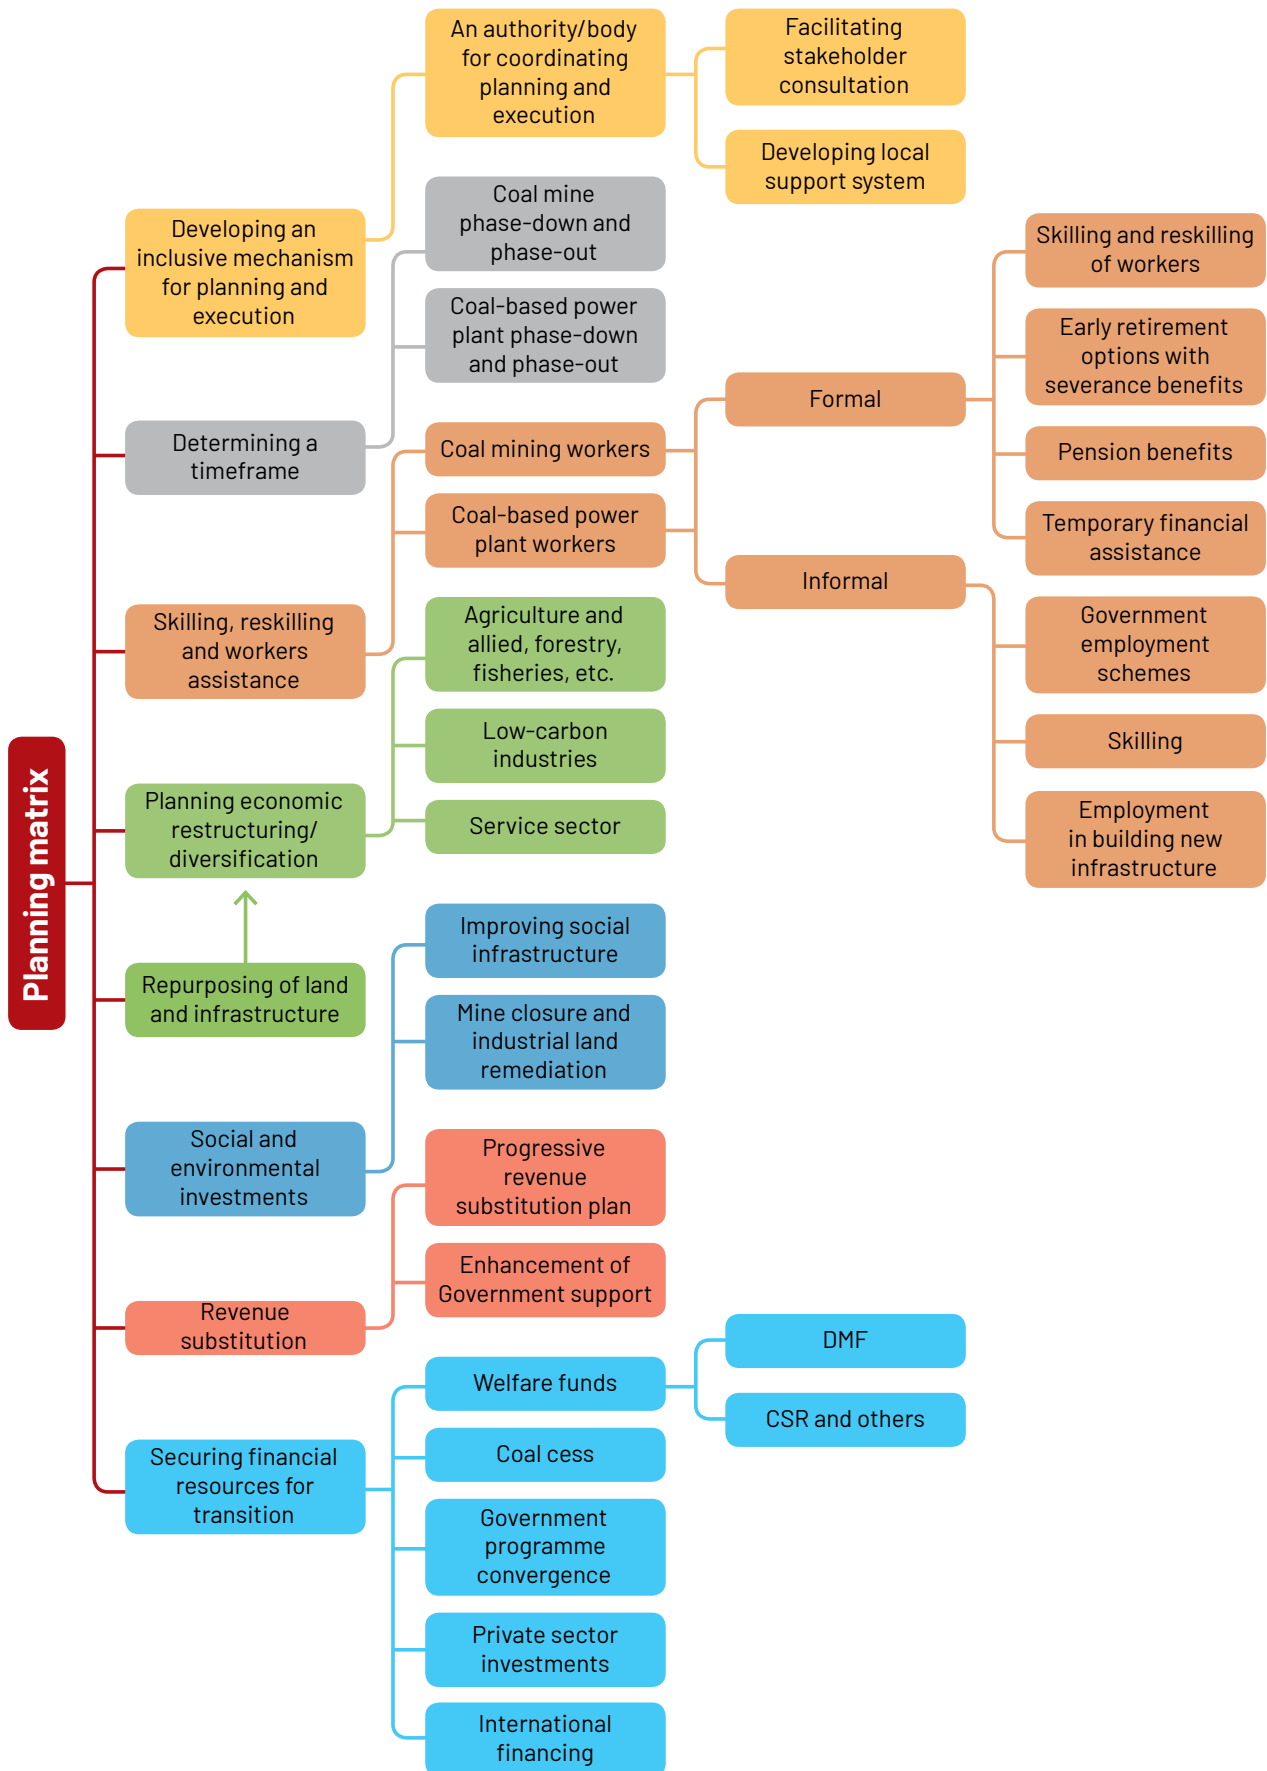 Planning matrix
Developing an
inclusive mechanism
for planning and
execution
An authority/body
for coordinating
planning and
execution
Facilitating
stakeholder
consultation
Developing local
support system
Determining a
timeframe
Coal mine
phase-down and
phase-out
Coal-based power
plant phase-down
and phase-out
Skilling, reskilling
and workers
assistance
Coal mining workers
Coal-based power
plant workers
Formal
Skilling and reskilling
of workers
Early retirement
options with
severance benefits
Pension benefits
Temporary financial
assistance
Informal
Government
employment
schemes
Skilling
Employment
in building new
infrastructure
Planning economic
restructuring/
diversification
Agriculture and
allied, forestry,
fisheries, etc.
Low-carbon
industries
Service sector
Repurposing of land
and infrastructure
Social and
environmental
investments
Improving social
infrastructure
Mine closure and
industrial land
remediation
Revenue
substitution
Progressive
revenue
substitution plan
Enhancement of
Government support
Securing financial
resources for
transition
Welfare funds
DMF
CSR and others
Coal cess
Government
programme
convergence
Private sector
investments
International
financing